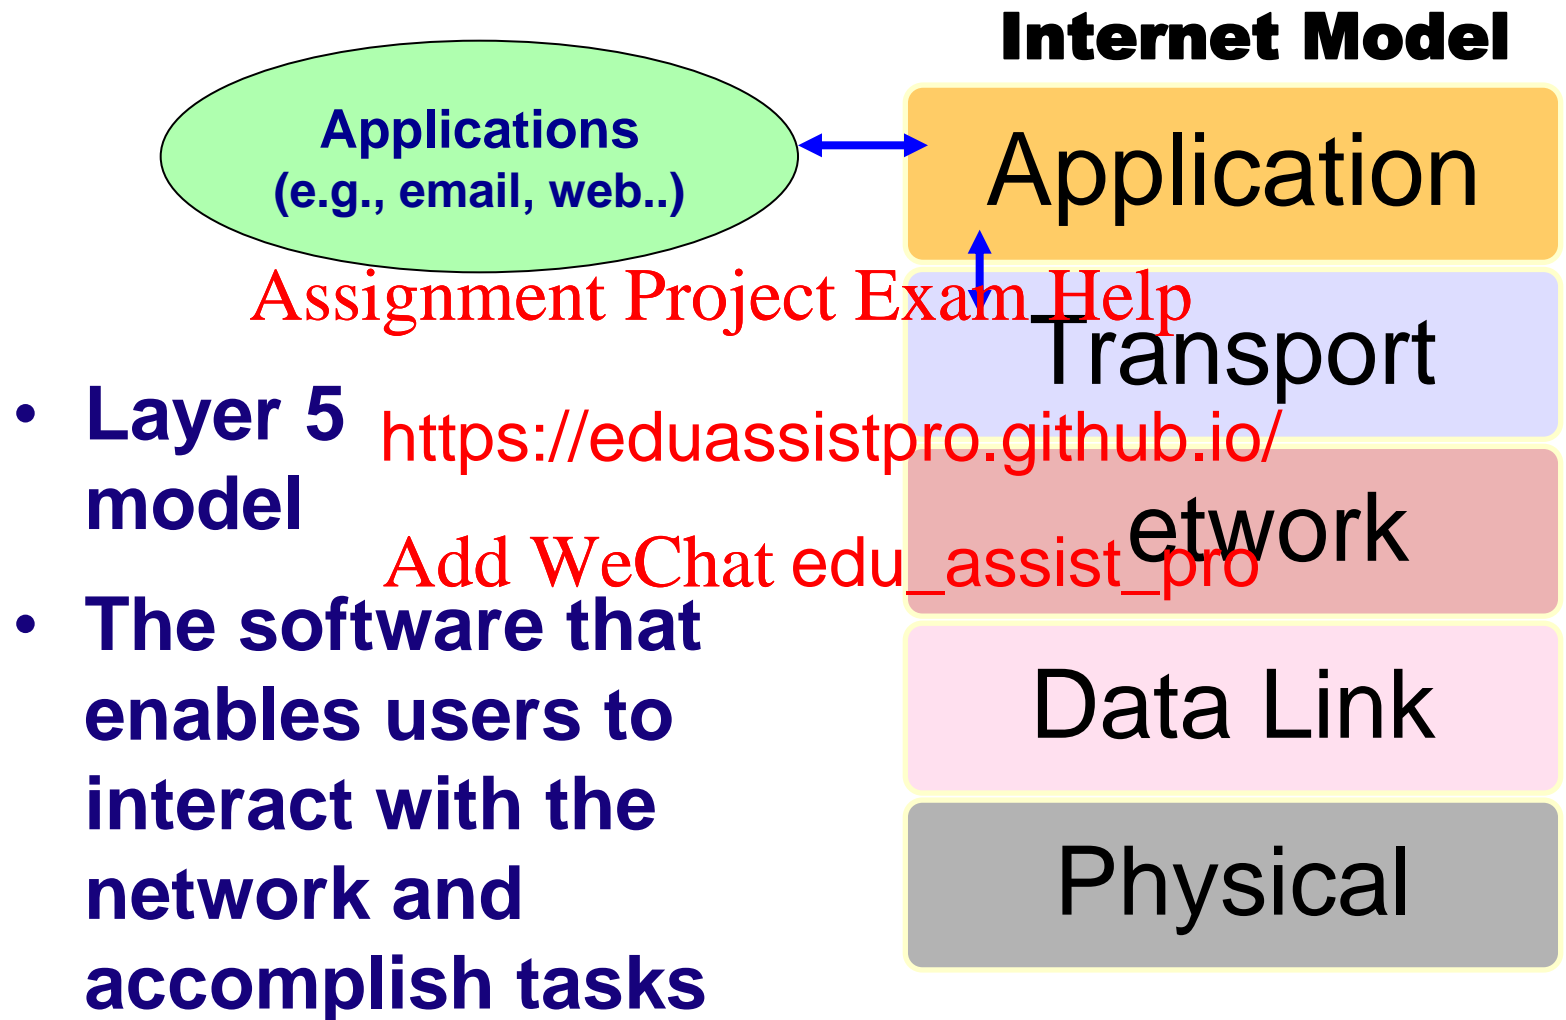 Internet Model
Applications
(e.g., email, web..)
Application
Assignment Project Exam Help
Transport
• Layer 5
model
https://eduassistpro.github.io/
etwork
Add WeChat edu_assist_pro
• The software that
enables users to
interact with the
network and
accomplish tasks
Data Link
Physical